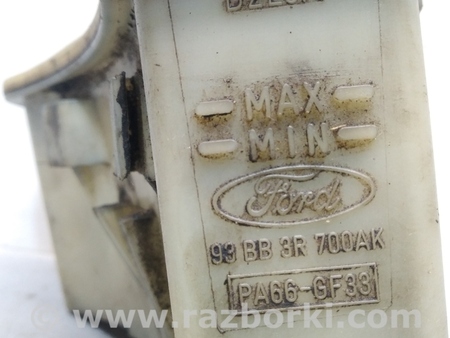 MAX
MIN
Ford
93 BB 3R 700AK
PA66-GF33
© www.razborki.com